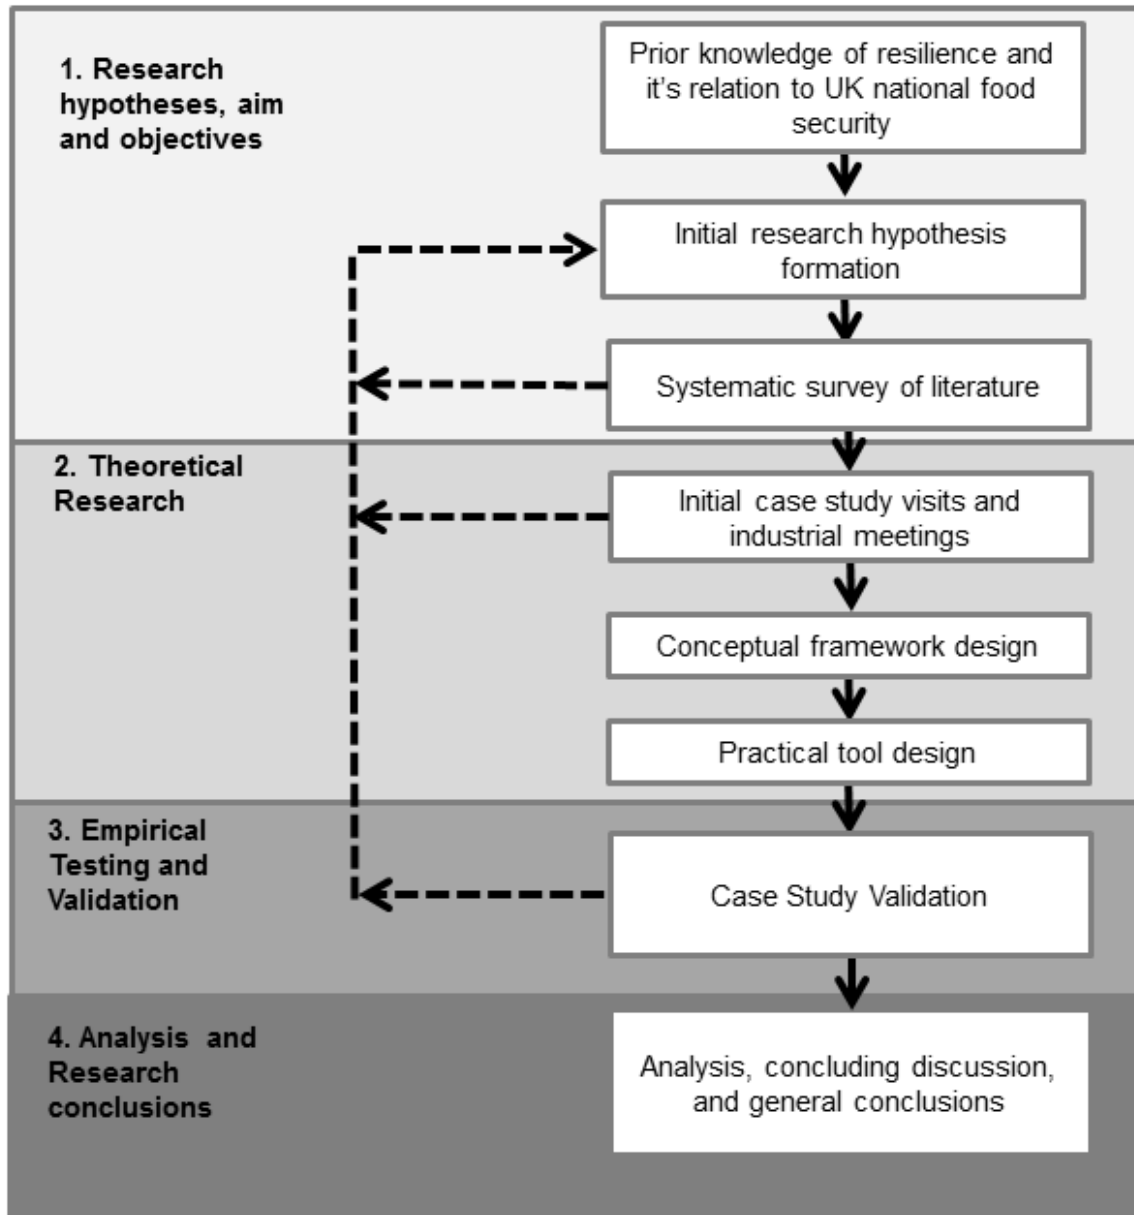 1. Research
hypotheses, aim
and objectives
Prior knowledge of resilience and
it's relation to UK national food
security
Initial research hypothesis
formation
Systematic survey of literature
2. Theoretical
Research
Initial case study visits and
industrial meetings
Conceptual framework design
Practical tool design
3. Empirical
Testing and
Validation
Case Study Validation
4. Analysis and
Research
conclusions
Analysis, concluding discussion,
and general conclusions